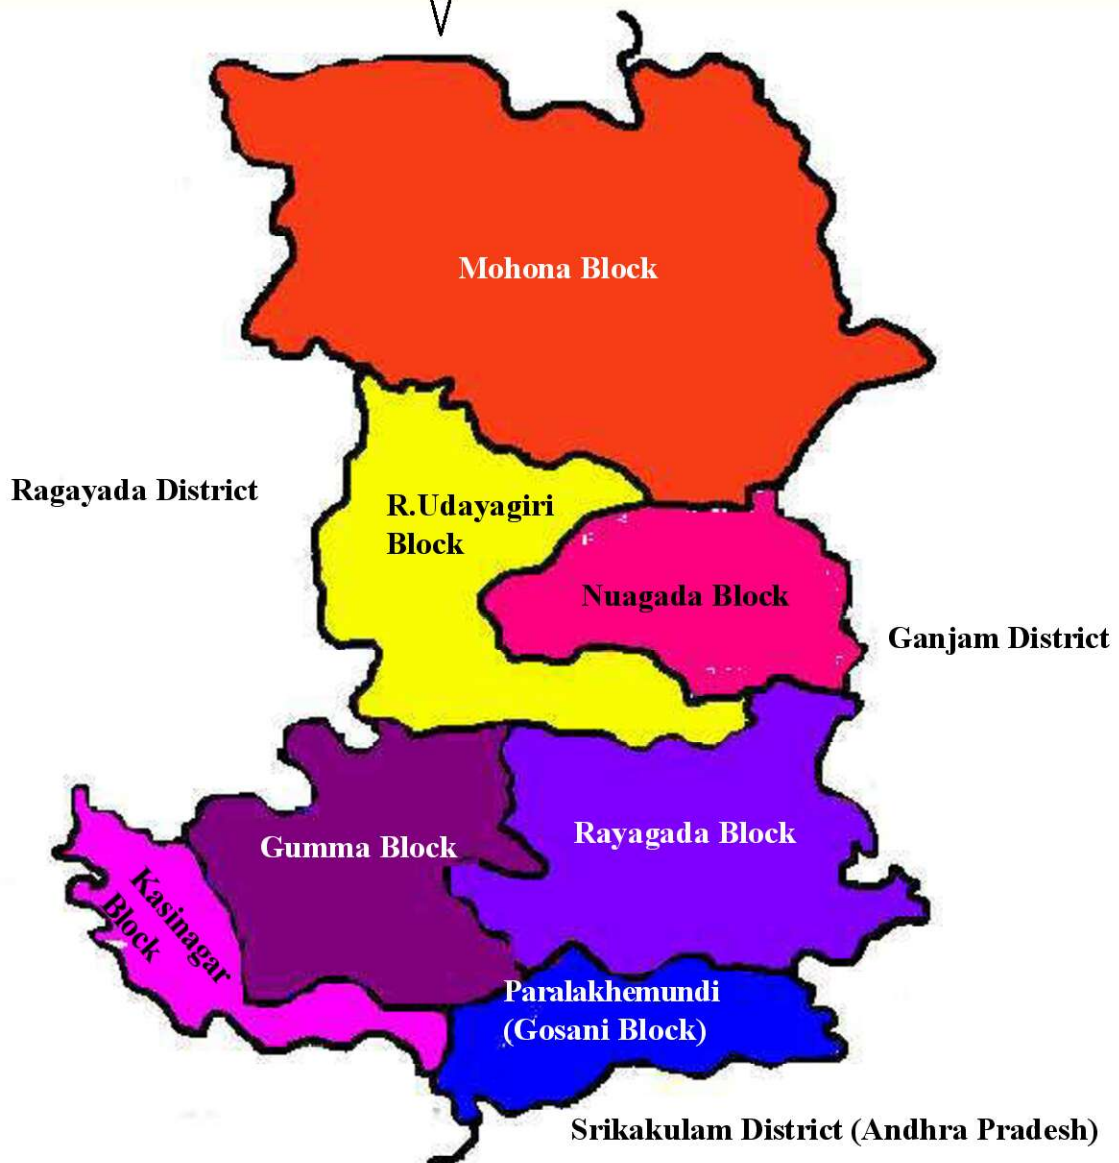 Mohona Block
Ragayada District
R.Udayagiri
Block
Nuagada Block
Ganjam District
Gumma Block
Rayagada Block
Kasinagar
Block
Paralakhemundi
(Gosani Block)
Srikakulam District (Andhra Pradesh)